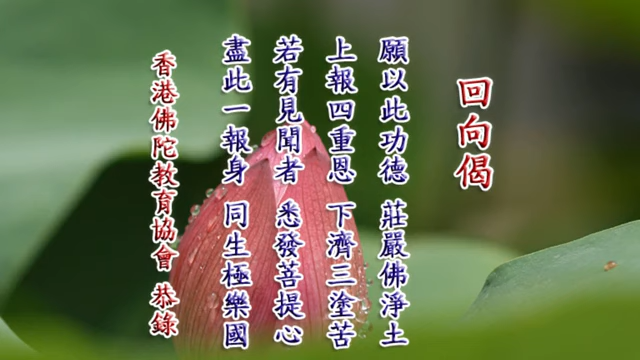 回向偈
願以此功德 莊嚴佛淨土
上報四重恩 下濟三塗苦
若有見聞者 悉發菩提心
盡此一報身 同生極樂國
香港佛陀教育協會 恭錄